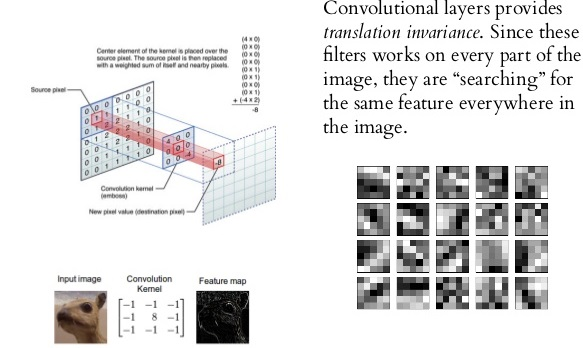 Center element of the kernel is placed over the
source pixel. The source pixel is then replaced
with a weighted sum of itself and nearby pixels.
(4 x 0)
(0 x 0)
(0 x 0)
(0 x 0)
(0 x 1)
(0 x 1)
(0 x 0)
(0 x 1)
+ (-4 x 2)
-8
Source pixel
Convolution kernel
(emboss)
New pixel value (destination pixel)
-8
Input image
Convolution
Kernel
Feature map
-1 -1 -1
-1 8 -1
-1 -1 -1
Convolutional layers provides
translation invariance. Since these
filters works on every part of the
image, they are “searching” for
the same feature everywhere in
the image.